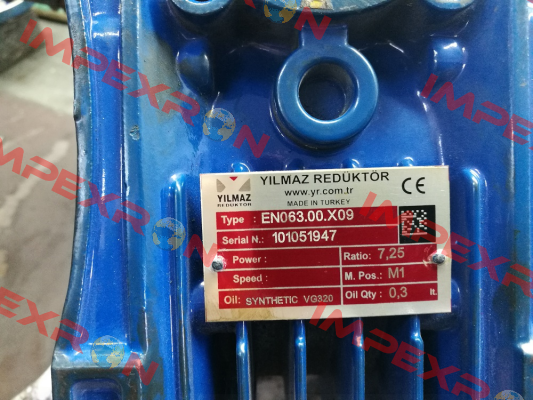 YILMAZ REDÜKTÖR
www.yr.com.tr
MADE IN TURKEY
YILMAZ
REDÜKTÖR
CE
Type : EN063.00.X09
Serial N.: 101051947
Power : Ratio: 7,25
Speed : M. Pos.: M1
Oil: SYNTHETIC VG320 Oil Qty : 0,3 lt.
IMPEXRON
IMPEXRON
IMPEXRON
IMPEXRON
IMPEXRON